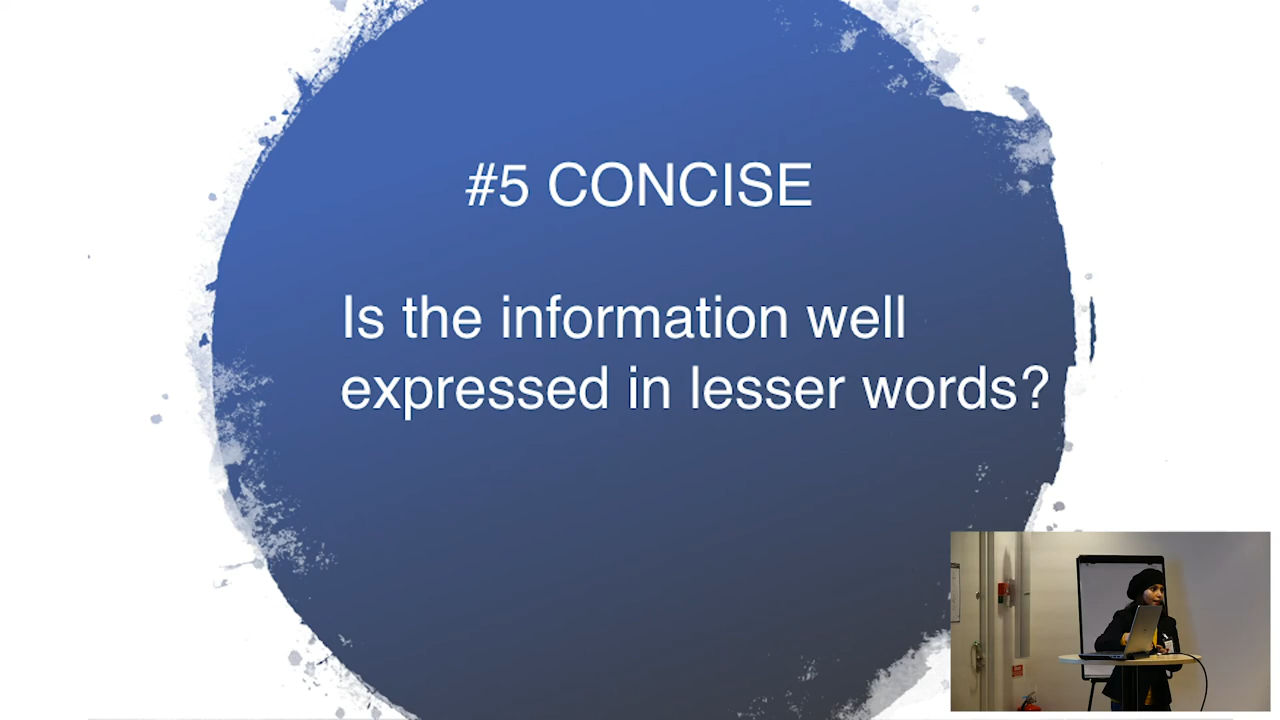 #5 CONCISE
Is the information well
expressed in lesser words?